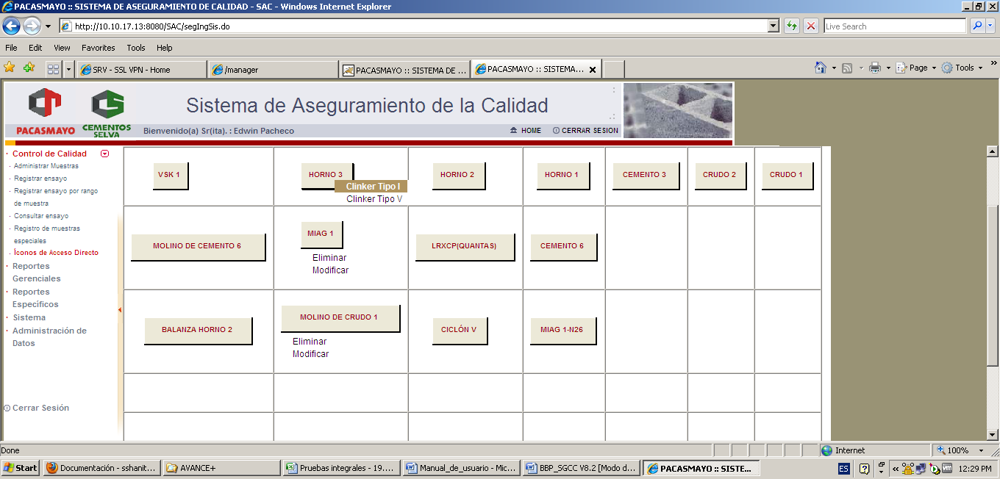 PACASMAYO :: SISTEMA DE ASEGURAMIENTO DE CALIDAD - SAC - Windows Internet Explorer
http://10.10.17.13:8080/SAC/segIngSis.do
Live Search
File Edit View Favorites Tools Help
SRV - SSL VPN - Home
/manager
PACASMAYO :: SISTEMA DE ...
PACASMAYO :: SISTEMA...
Page
Tools
PACASMAYO
CEMENTOS SELVA
Sistema de Aseguramiento de la Calidad
Bienvenido(a) Sr(ita). : Edwin Pacheco
HOME
CERRAR SESION
Control de Calidad
Administrar Muestras
Registrar ensayo
Registrar ensayo por rango
de muestra
Consultar ensayo
Registro de muestras
especiales
Íconos de Acceso Directo
Reportes
Gerenciales
Reportes
Específicos
Sistema
Administración de
Datos
Cerrar Sesión
VSK 1
HORNO 3
HORNO 2
HORNO 1
CEMENTO 3
CRUDO 2
CRUDO 1
Clinker Tipo I
Clinker Tipo V
MOLINO DE CEMENTO 6
MIAG 1
LRXCP(QUANTAS)
CEMENTO 6
Eliminar
Modificar
BALANZA HORNO 2
MOLINO DE CRUDO 1
CICLÓN V
MIAG 1-N26
Eliminar
Modificar
Done
Internet
100%
Start
Documentación - sshanit...
AVANCE+
Pruebas integrales - 19....
Manual_de_usuario - Mic...
BBP_SGCC V8.2 [Modo d...
PACASMAYO :: SISTE...
ES
12:29 PM